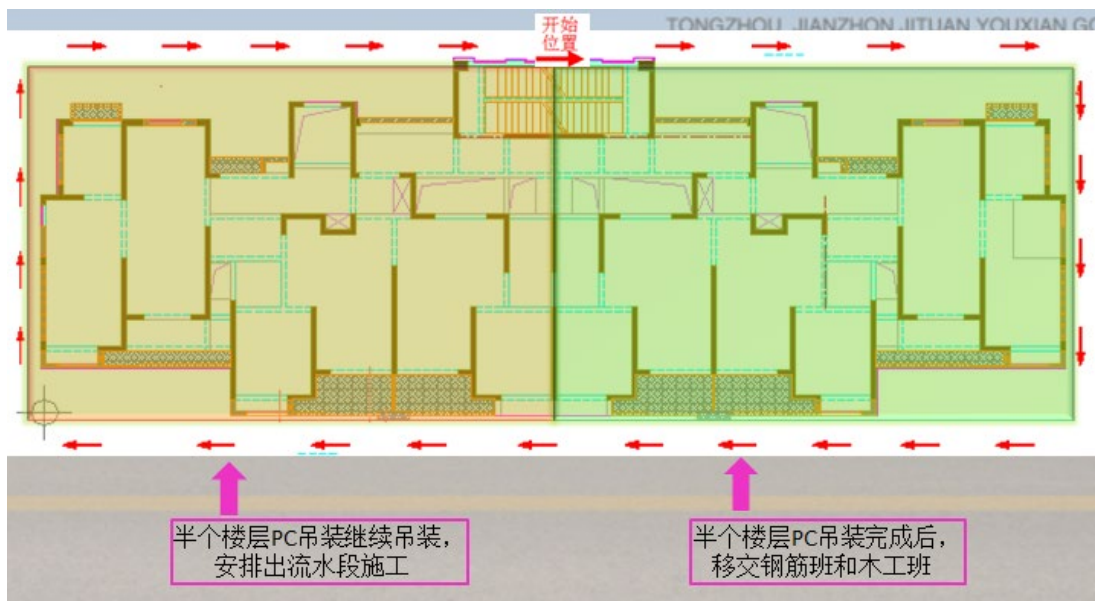 TONGZHOU JIANZHON JITUAN YOUXIAN GO
开始
位置
半个楼层PC吊装继续吊装，
安排出流水段施工
半个楼层PC吊装完成后，
移交钢筋班和木工班